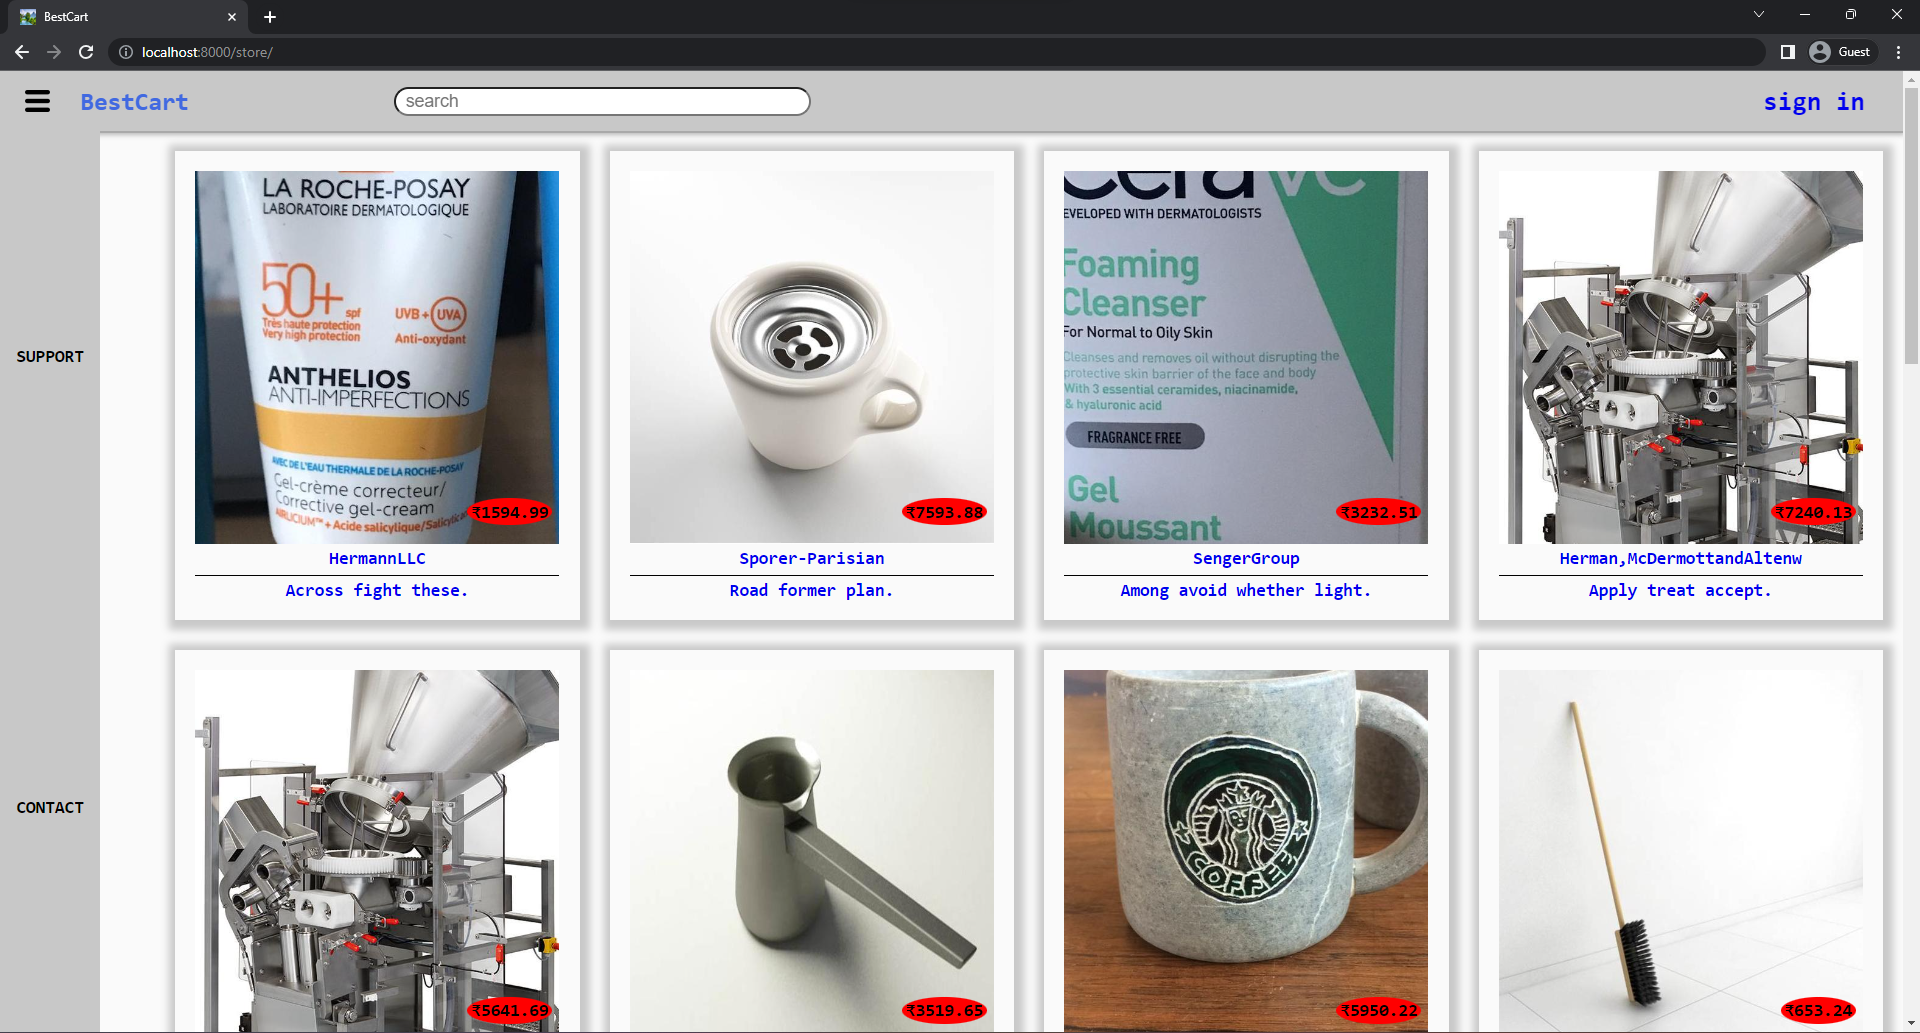 BestCart
localhost:8000/store/
Guest
BestCart
search
sign in
SUPPORT
CONTACT
LA ROCHE-POSAY
LABORATOIRE DERMATOLOGIQUE
50+
spf
Très haute protection
Very high protection
UVB + UVA
Anti-oxydant
ANTHELIOS
ANTI-IMPERFECTIONS
AVEC DE L'EAU THERMALE DE LA ROCHE-POSAY
Gel-crème correcteur/
Corrective gel-cream
AIRLICIUM™ + Acide salicylique/Salicylic
₹1594.99
HermannLLC
Across fight these.
₹7593.88
Sporer-Parisian
Road former plan.
CeraVe
EVELOPED WITH DERMATOLOGISTS
Foaming
Cleanser
For Normal to Oily Skin
Cleanses and removes oil without disrupting the
protective skin barrier of the face and body
With 3 essential ceramides, niacinamide,
& hyaluronic acid
FRAGRANCE FREE
Gel
Moussant
₹3232.51
SengerGroup
Among avoid whether light.
₹7240.13
Herman,McDermottandAltenw
Apply treat accept.
₹5641.69
₹3519.65
COFFEE
₹5950.22
₹653.24